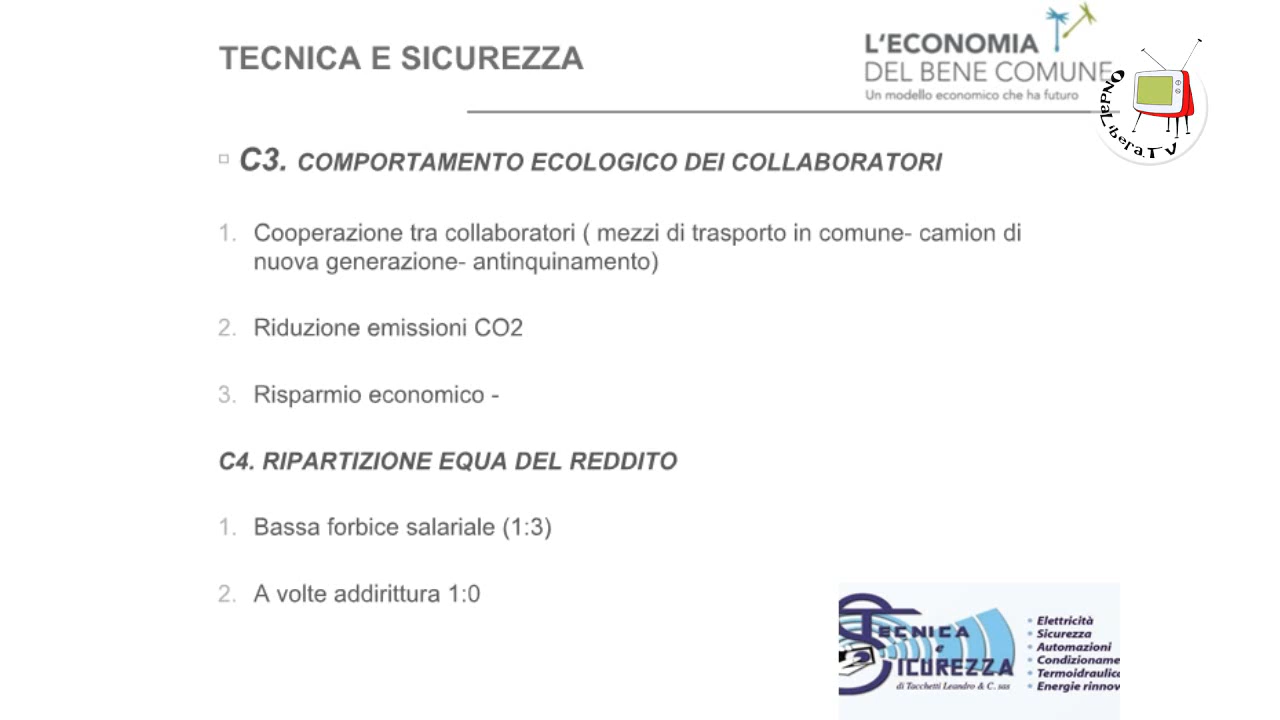 TECNICA E SICUREZZA
L'ECONOMIA
DEL BENE COMUNE
Un modello economico che ha futuro
OndaLibera.TV
C3. COMPORTAMENTO ECOLOGICO DEI COLLABORATORI
1. Cooperazione tra collaboratori ( mezzi di trasporto in comune- camion di
nuova generazione- antinquinamento)
2. Riduzione emissioni CO2
3. Risparmio economico -
C4. RIPARTIZIONE EQUA DEL REDDITO
1. Bassa forbice salariale (1:3)
2. A volte addirittura 1:0
TECNICA
e
SICUREZZA
di Tacchetti Leandro & C. sas
• Elettricità
• Sicurezza
• Automazioni
• Condizioname
• Termoidraulic
• Energie rinnov